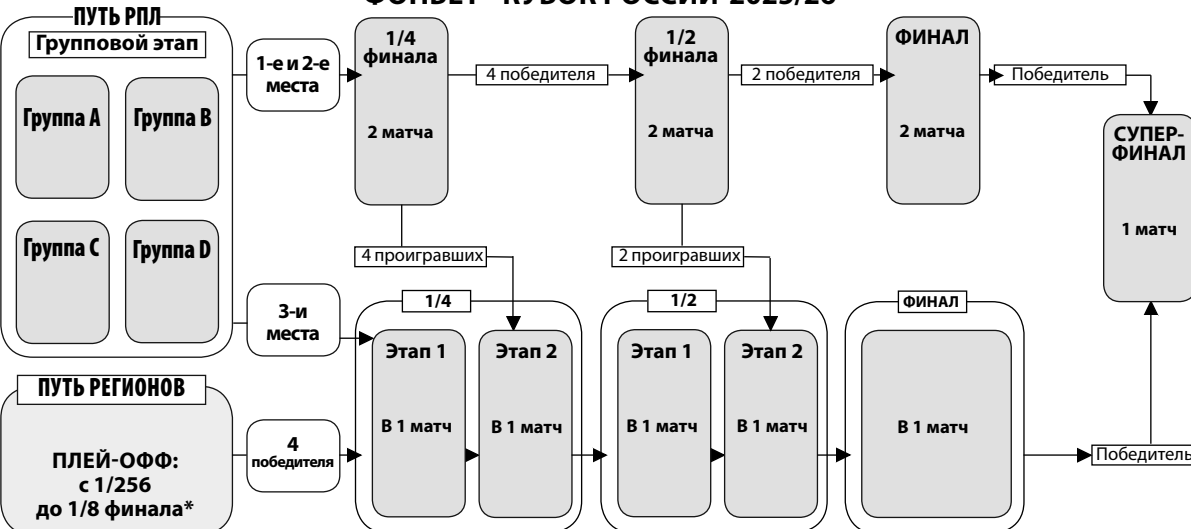 ФОНБЕТ - КУБОК РОССИИ-2025/26
ПУТЬ РПЛ
Групповой этап
Группа A
Группа B
Группа C
Группа D
1-е и 2-е
места
1/4
финала
2 матча
4 победителя
1/2
финала
2 матча
2 победителя
ФИНАЛ
2 матча
Победитель
СУПЕР-
ФИНАЛ
1 матч
4 проигравших
2 проигравших
3-и
места
1/4
Этап 1
В 1 матч
Этап 2
В 1 матч
1/2
Этап 1
В 1 матч
Этап 2
В 1 матч
ФИНАЛ
В 1 матч
Победитель
ПУТЬ РЕГИОНОВ
ПЛЕЙ-ОФФ:
с 1/256
до 1/8 финала*
4
победителя